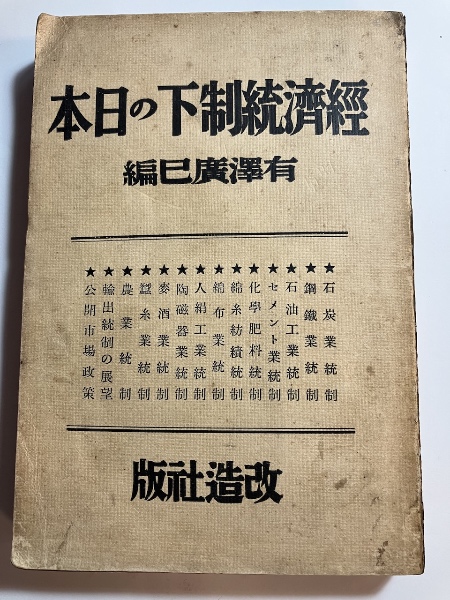 經濟統制下の日本
有澤廣巳編
★石炭業統制
★鋼鐵業統制
★石油工業統制
★セメント業統制
★化學肥料統制
★綿糸紡績統制
★綿布業統制
★人絹工業統制
★陶磁器業統制
★麥酒業統制
★蠶糸業統制
★農業統制
★輸出統制の展望
★公開市場政策
改造社版